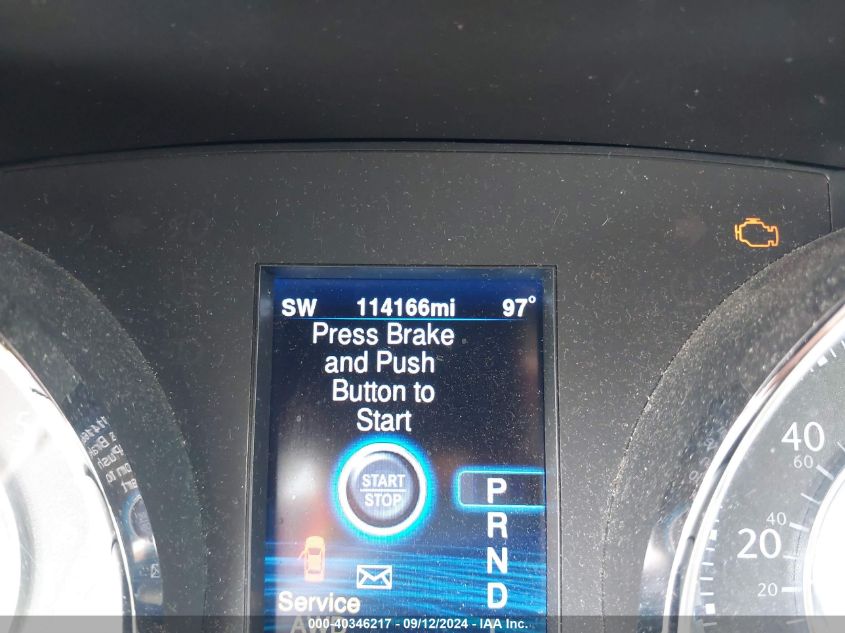 SW 114166mi 97°
Press Brake
and Push
Button to
Start
START
STOP
P
R
N
D
Service
AWD
40
60
40
20
20
000-40346217 - 09/12/2024 - IAA Inc.